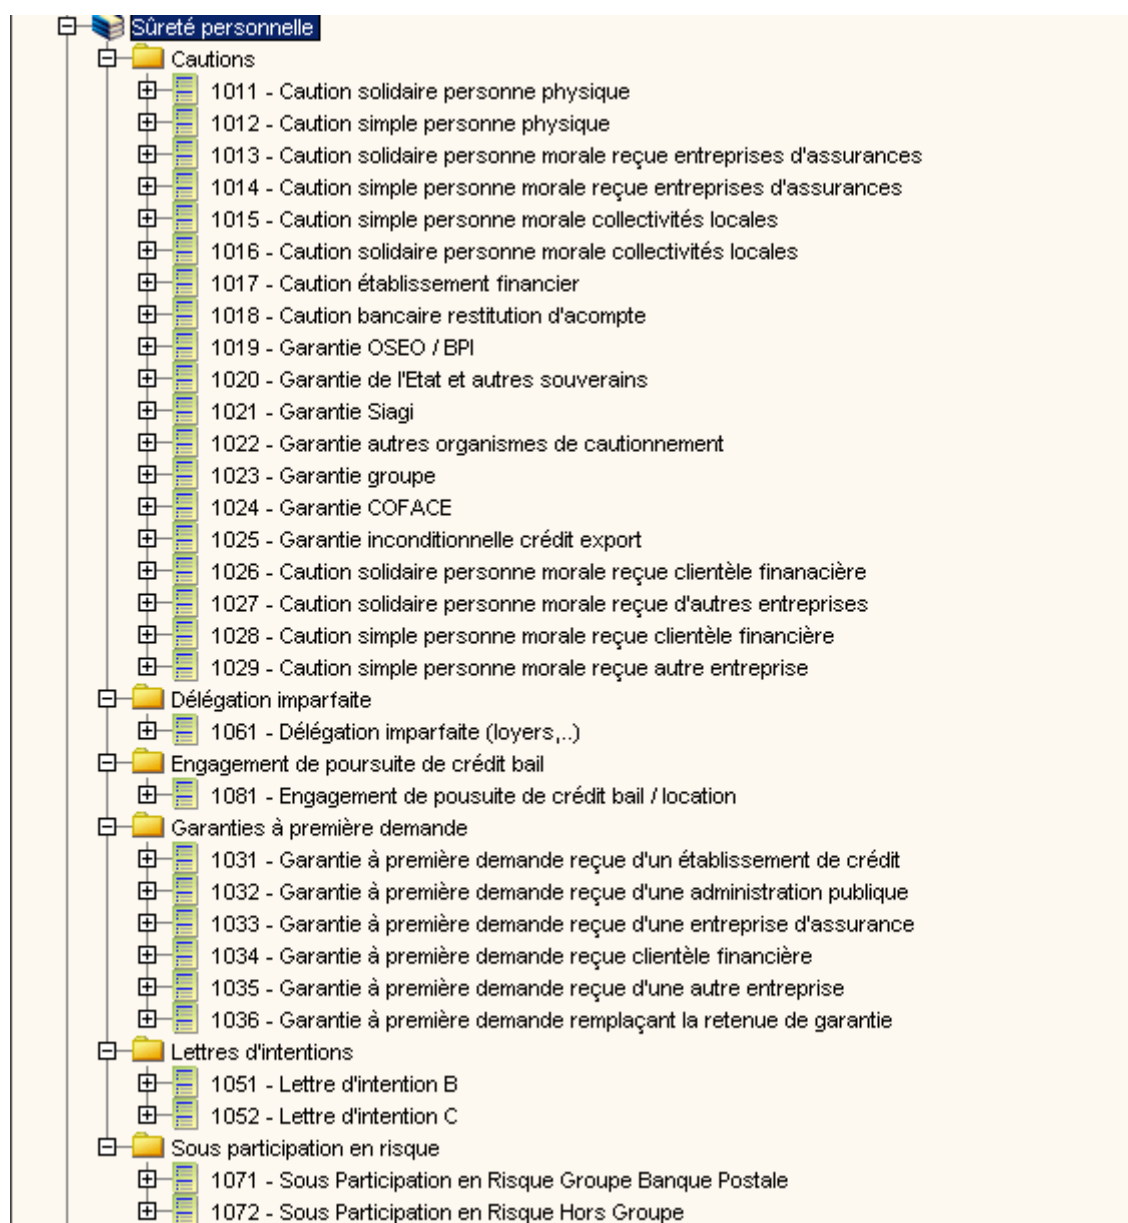 Sûreté personnelle
Cautions
1011 - Caution solidaire personne physique
1012 - Caution simple personne physique
1013 - Caution solidaire personne morale reçue entreprises d'assurances
1014 - Caution simple personne morale reçue entreprises d'assurances
1015 - Caution simple personne morale collectivités locales
1016 - Caution solidaire personne morale collectivités locales
1017 - Caution établissement financier
1018 - Caution bancaire restitution d'acompte
1019 - Garantie OSEO / BPI
1020 - Garantie de l'Etat et autres souverains
1021 - Garantie Siagi
1022 - Garantie autres organismes de cautionnement
1023 - Garantie groupe
1024 - Garantie COFACE
1025 - Garantie inconditionnelle crédit export
1026 - Caution solidaire personne morale reçue clientèle finanacière
1027 - Caution solidaire personne morale reçue d'autres entreprises
1028 - Caution simple personne morale reçue clientèle financière
1029 - Caution simple personne morale reçue autre entreprise
Délégation imparfaite
1061 - Délégation imparfaite (loyers,..)
Engagement de poursuite de crédit bail
1081 - Engagement de pousuite de crédit bail / location
Garanties à première demande
1031 - Garantie à première demande reçue d'un établissement de crédit
1032 - Garantie à première demande reçue d'une administration publique
1033 - Garantie à première demande reçue d'une entreprise d'assurance
1034 - Garantie à première demande reçue clientèle financière
1035 - Garantie à première demande reçue d'une autre entreprise
1036 - Garantie à première demande remplaçant la retenue de garantie
Lettres d'intentions
1051 - Lettre d'intention B
1052 - Lettre d'intention C
Sous participation en risque
1071 - Sous Participation en Risque Groupe Banque Postale
1072 - Sous Participation en Risque Hors Groupe